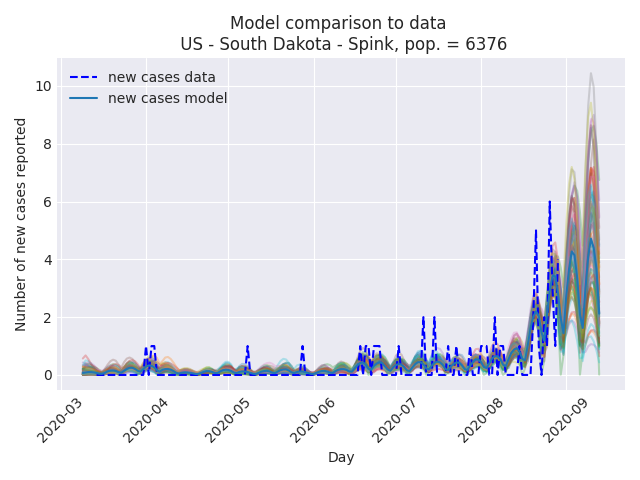 Model comparison to data
US - South Dakota - Spink, pop. = 6376
new cases data
new cases model
Number of new cases reported
10
8
6
4
2
0
2020-03
2020-04
2020-05
2020-06
2020-07
2020-08
2020-09
Day